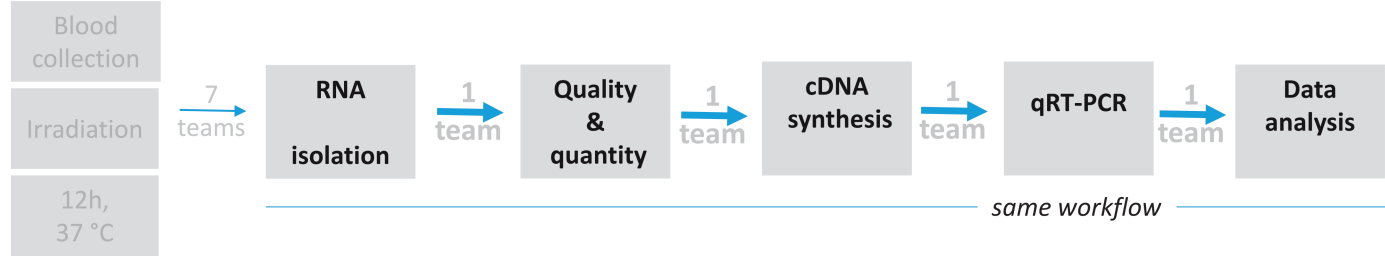 Blood
collection
Irradiation
12h,
37 °C
7
teams
RNA
isolation
1
team
Quality
&
quantity
1
team
cDNA
synthesis
1
team
qRT-PCR
1
team
Data
analysis
same workflow